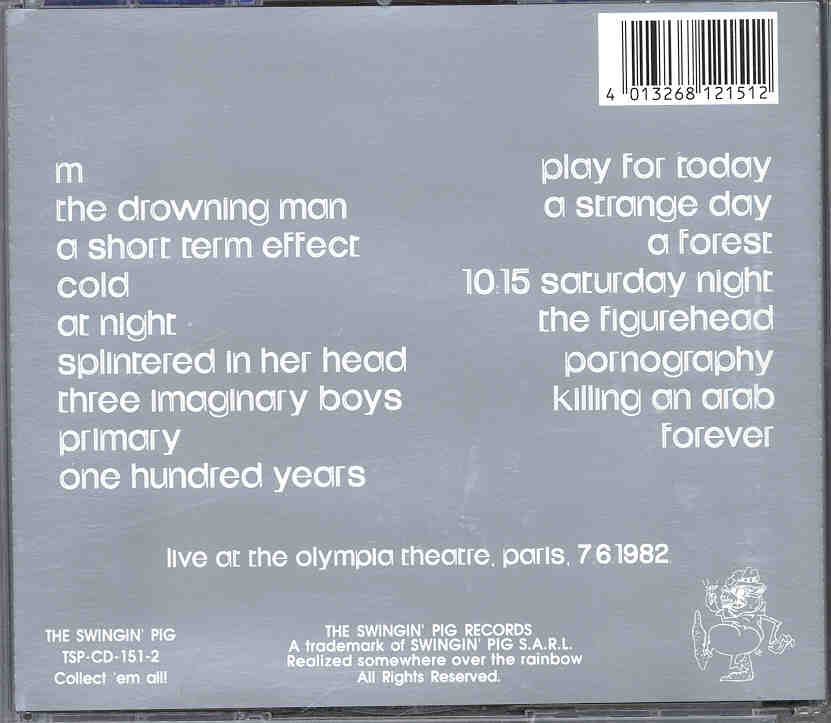 4 013268 121512
m
the drowning man
a short term effect
cold
at night
splintered in her head
three imaginary boys
primary
one hundred years
play for today
a strange day
a forest
10.15 saturday night
the figurehead
pornography
killing an arab
forever
live at the olympia theatre, paris, 7.6.1982
THE SWINGIN' PIG
TSP-CD-151-2
Collect 'em all!
THE SWINGIN' PIG RECORDS
A trademark of SWINGIN' PIG S.A.R.L.
Realized somewhere over the rainbow
All Rights Reserved.